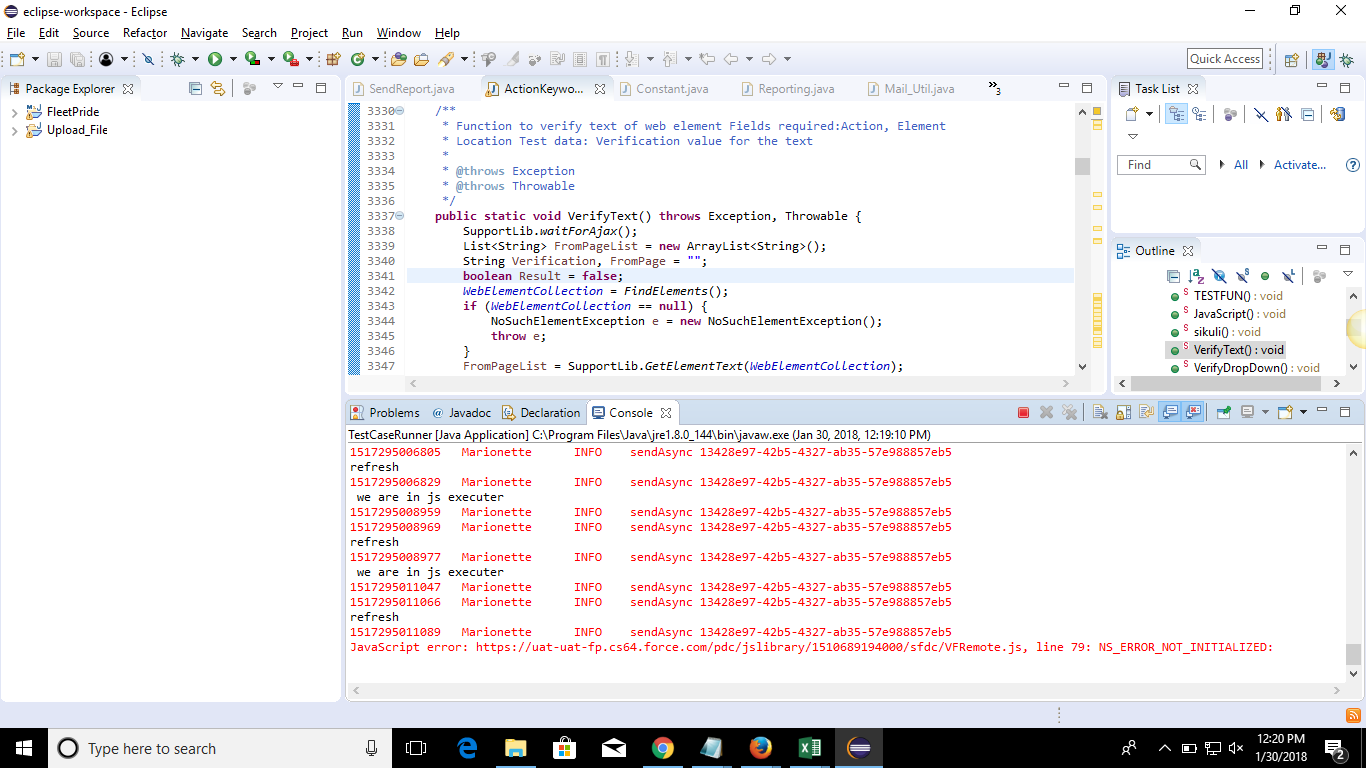 eclipse-workspace - Eclipse
File Edit Source Refactor Navigate Search Project Run Window Help
Quick Access
Package Explorer
FleetPride
Upload_File
SendReport.java ActionKeywo... Constant.java Reporting.java Mail_Util.java »3
3330 /**
3331 * Function to verify text of web element Fields required:Action, Element
3332 * Location Test data: Verification value for the text
3333 *
3334 * @throws Exception
3335 * @throws Throwable
3336 */
3337 public static void VerifyText() throws Exception, Throwable {
3338 SupportLib.waitForAjax();
3339 List<String> FromPageList = new ArrayList<String>();
3340 String Verification, FromPage = "";
3341 boolean Result = false;
3342 WebElementCollection = FindElements();
3343 if (WebElementCollection == null) {
3344 NoSuchElementException e = new NoSuchElementException();
3345 throw e;
3346 }
3347 FromPageList = SupportLib.GetElementText(WebElementCollection);
Task List
Find All Activate...
Outline
TESTFUN() : void
JavaScript() : void
sikuli() : void
VerifyText() : void
VerifyDropDown() : void
Problems @ Javadoc Declaration Console
TestCaseRunner [Java Application] C:\Program Files\Java\jre1.8.0_144\bin\javaw.exe (Jan 30, 2018, 12:19:10 PM)
1517295006805 Marionette INFO sendAsync 13428e97-42b5-4327-ab35-57e988857eb5
refresh
1517295006829 Marionette INFO sendAsync 13428e97-42b5-4327-ab35-57e988857eb5
we are in js executer
1517295008959 Marionette INFO sendAsync 13428e97-42b5-4327-ab35-57e988857eb5
1517295008969 Marionette INFO sendAsync 13428e97-42b5-4327-ab35-57e988857eb5
refresh
1517295008977 Marionette INFO sendAsync 13428e97-42b5-4327-ab35-57e988857eb5
we are in js executer
1517295011047 Marionette INFO sendAsync 13428e97-42b5-4327-ab35-57e988857eb5
1517295011066 Marionette INFO sendAsync 13428e97-42b5-4327-ab35-57e988857eb5
refresh
1517295011089 Marionette INFO sendAsync 13428e97-42b5-4327-ab35-57e988857eb5
JavaScript error: https://uat-uat-fp.cs64.force.com/pdc/jslibrary/1510689194000/sfdc/VFRemote.js, line 79: NS_ERROR_NOT_INITIALIZED:
Type here to search
12:20 PM
1/30/2018
2